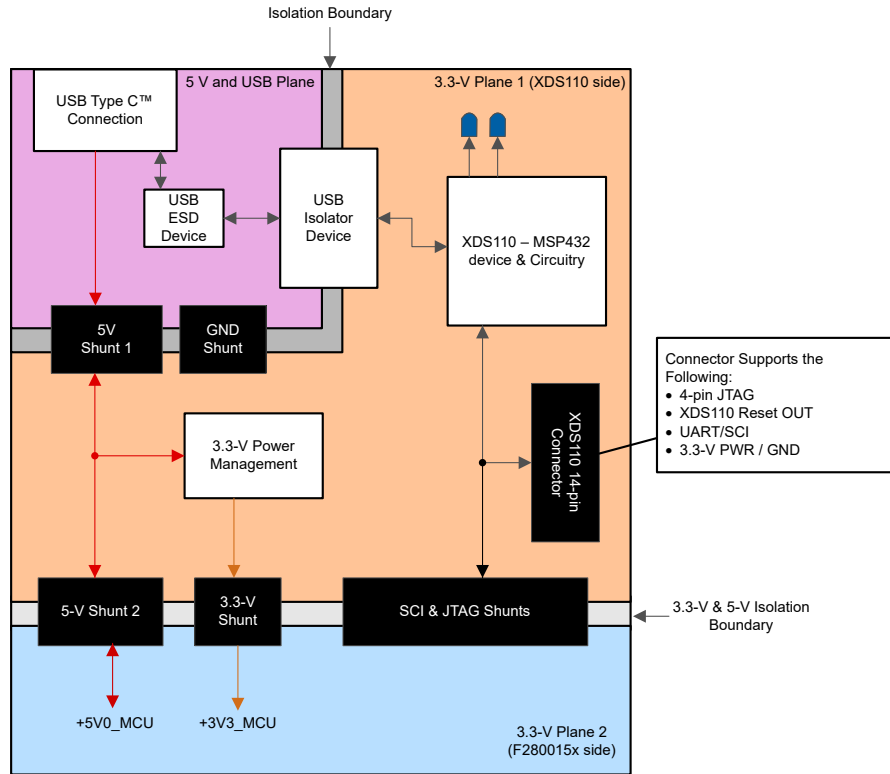 Isolation Boundary
5 V and USB Plane
3.3-V Plane 1 (XDS110 side)
USB Type C™
Connection
USB
ESD
Device
USB
Isolator
Device
XDS110 – MSP432
device & Circuitry
5V
Shunt 1
GND
Shunt
Connector Supports the
Following:
• 4-pin JTAG
• XDS110 Reset OUT
• UART/SCI
• 3.3-V PWR / GND
XDS110 14-pin
Connector
3.3-V Power
Management
5-V Shunt 2
3.3-V
Shunt
SCI & JTAG Shunts
3.3-V & 5-V Isolation
Boundary
+5V0_MCU
+3V3_MCU
3.3-V Plane 2
(F280015x side)